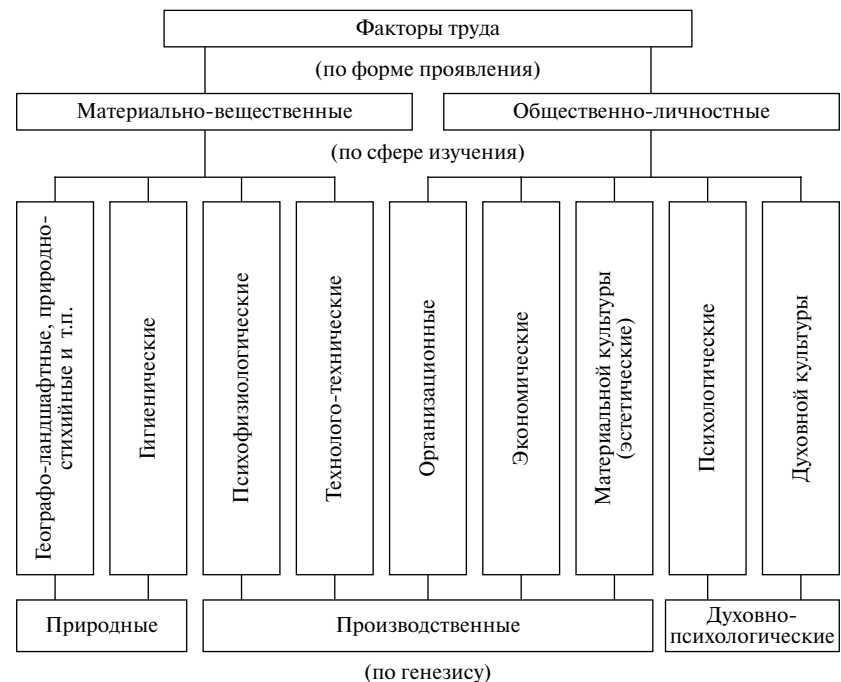 Факторы труда
(по форме проявления)
Материально-вещественные
Общественно-личностные
(по сфере изучения)
Географо-ландшафтные, природно-
стихийные и т.п.
Гигиенические
Психофизиологические
Технолого-технические
Организационные
Экономические
Материальной культуры
(эстетические)
Психологические
Духовной культуры
Природные
Производственные
Духовно-
психологические
(по генезису)